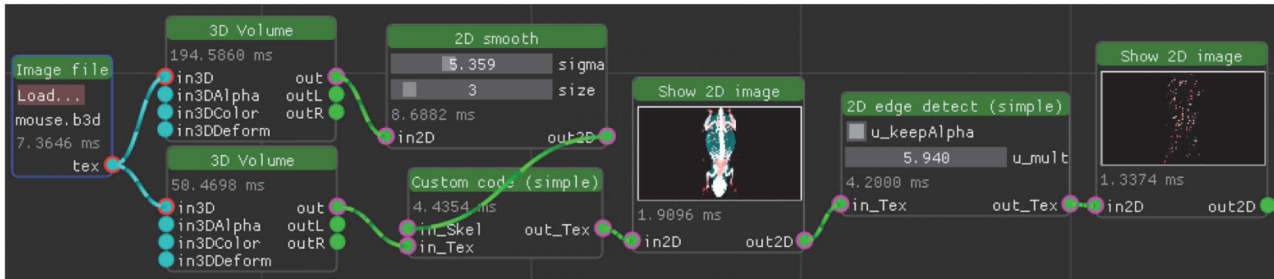 Image file
Load...
mouse.b3d
7.3646 ms
tex
3D Volume
194.5860 ms
in3D out
in3DAlpha outL
in3DColor outR
in3DDeform
3D Volume
50.4698 ms
in3D out
in3DAlpha outL
in3DColor outR
in3DDeform
2D smooth
5.359 sigma
3 size
8.6882 ms
in2D out2D
Custom code (simple)
4.4354 ms
in_Skel out_Tex
in_Tex
Show 2D image
1.9096 ms
in2D out2D
2D edge detect (simple)
u_keepAlpha
5.940 u_mult
4.2000 ms
in_Tex out_Tex
Show 2D image
1.3374 ms
in2D out2D